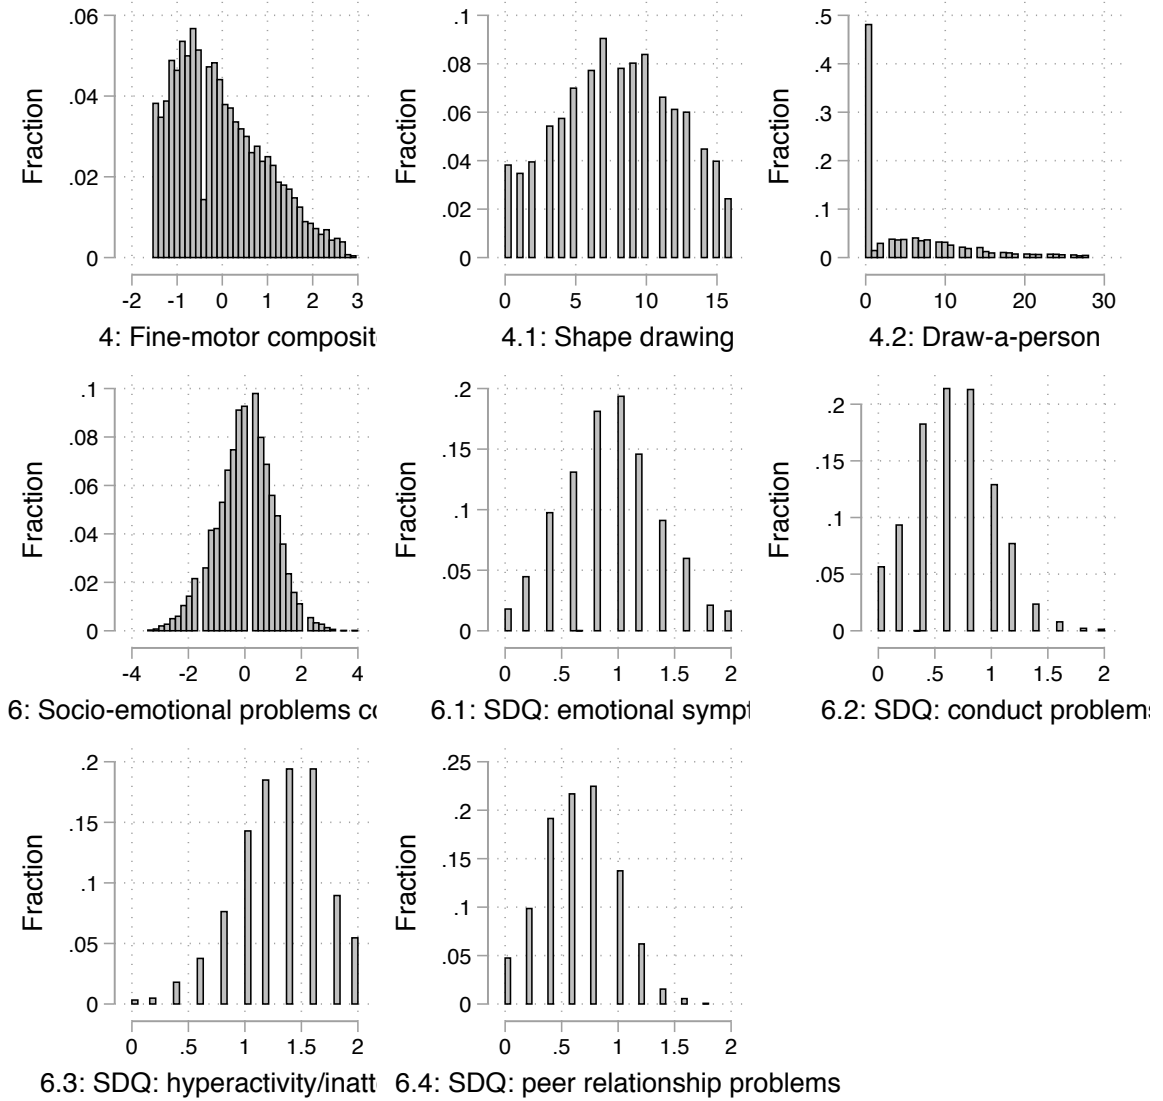 .06
.04
.02
0
Fraction
-2 -1 0 1 2 3
4: Fine-motor composit
.1
.08
.06
.04
.02
0
Fraction
0 5 10 15
4.1: Shape drawing
.5
.4
.3
.2
.1
0
Fraction
0 10 20 30
4.2: Draw-a-person
.1
.08
.06
.04
.02
0
Fraction
-4 -2 0 2 4
6: Socio-emotional problems co
.2
.15
.1
.05
0
Fraction
0 .5 1 1.5 2
6.1: SDQ: emotional sympt
.2
.15
.1
.05
0
Fraction
0 .5 1 1.5 2
6.2: SDQ: conduct problems
.2
.15
.1
.05
0
Fraction
0 .5 1 1.5 2
6.3: SDQ: hyperactivity/inatt
.25
.2
.15
.1
.05
0
Fraction
0 .5 1 1.5 2
6.4: SDQ: peer relationship problems